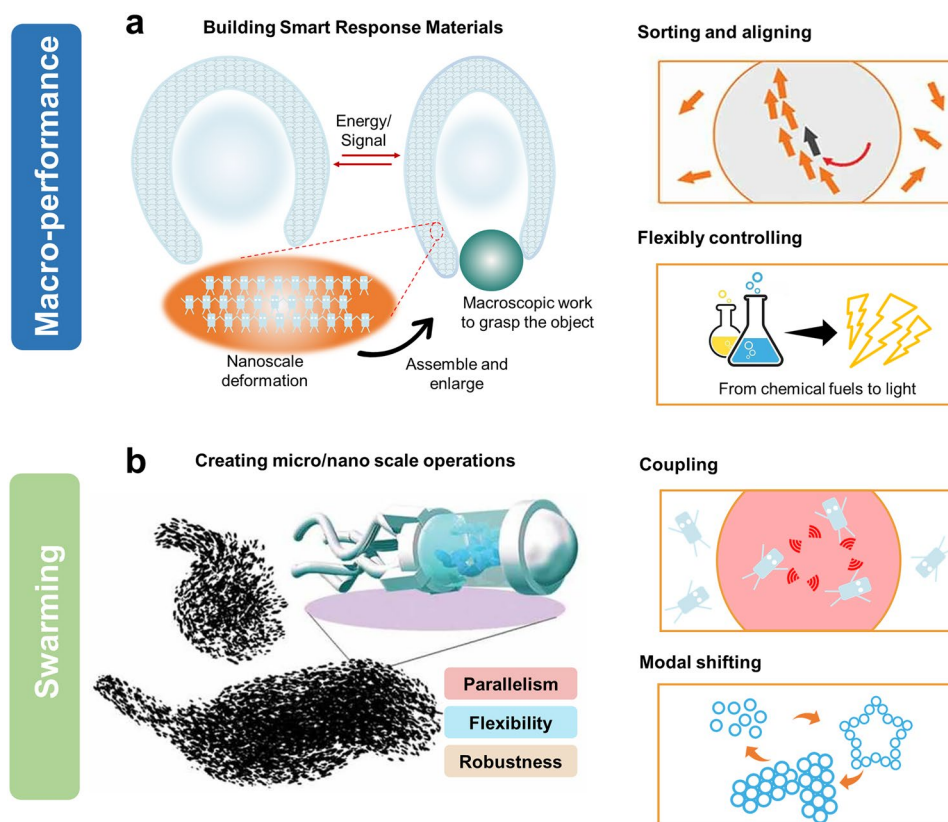 Macro-performance
a
Building Smart Response Materials
Energy/
Signal
Nanoscale
deformation
Assemble and
enlarge
Macroscopic work
to grasp the object
Sorting and aligning
Flexibly controlling
From chemical fuels to light
Swarming
b
Creating micro/nano scale operations
Parallelism
Flexibility
Robustness
Coupling
Modal shifting